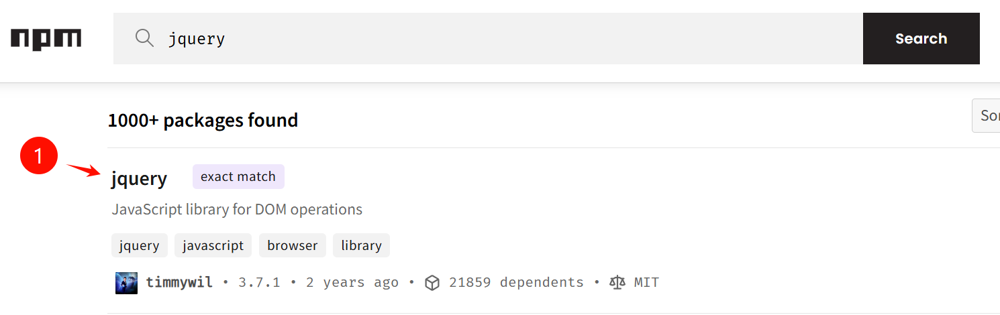 npm
jquery
Search
1000+ packages found
Sor
1
jquery exact match
JavaScript library for DOM operations
jquery javascript browser library
timmywil • 3.7.1 • 2 years ago • 21859 dependents • MIT